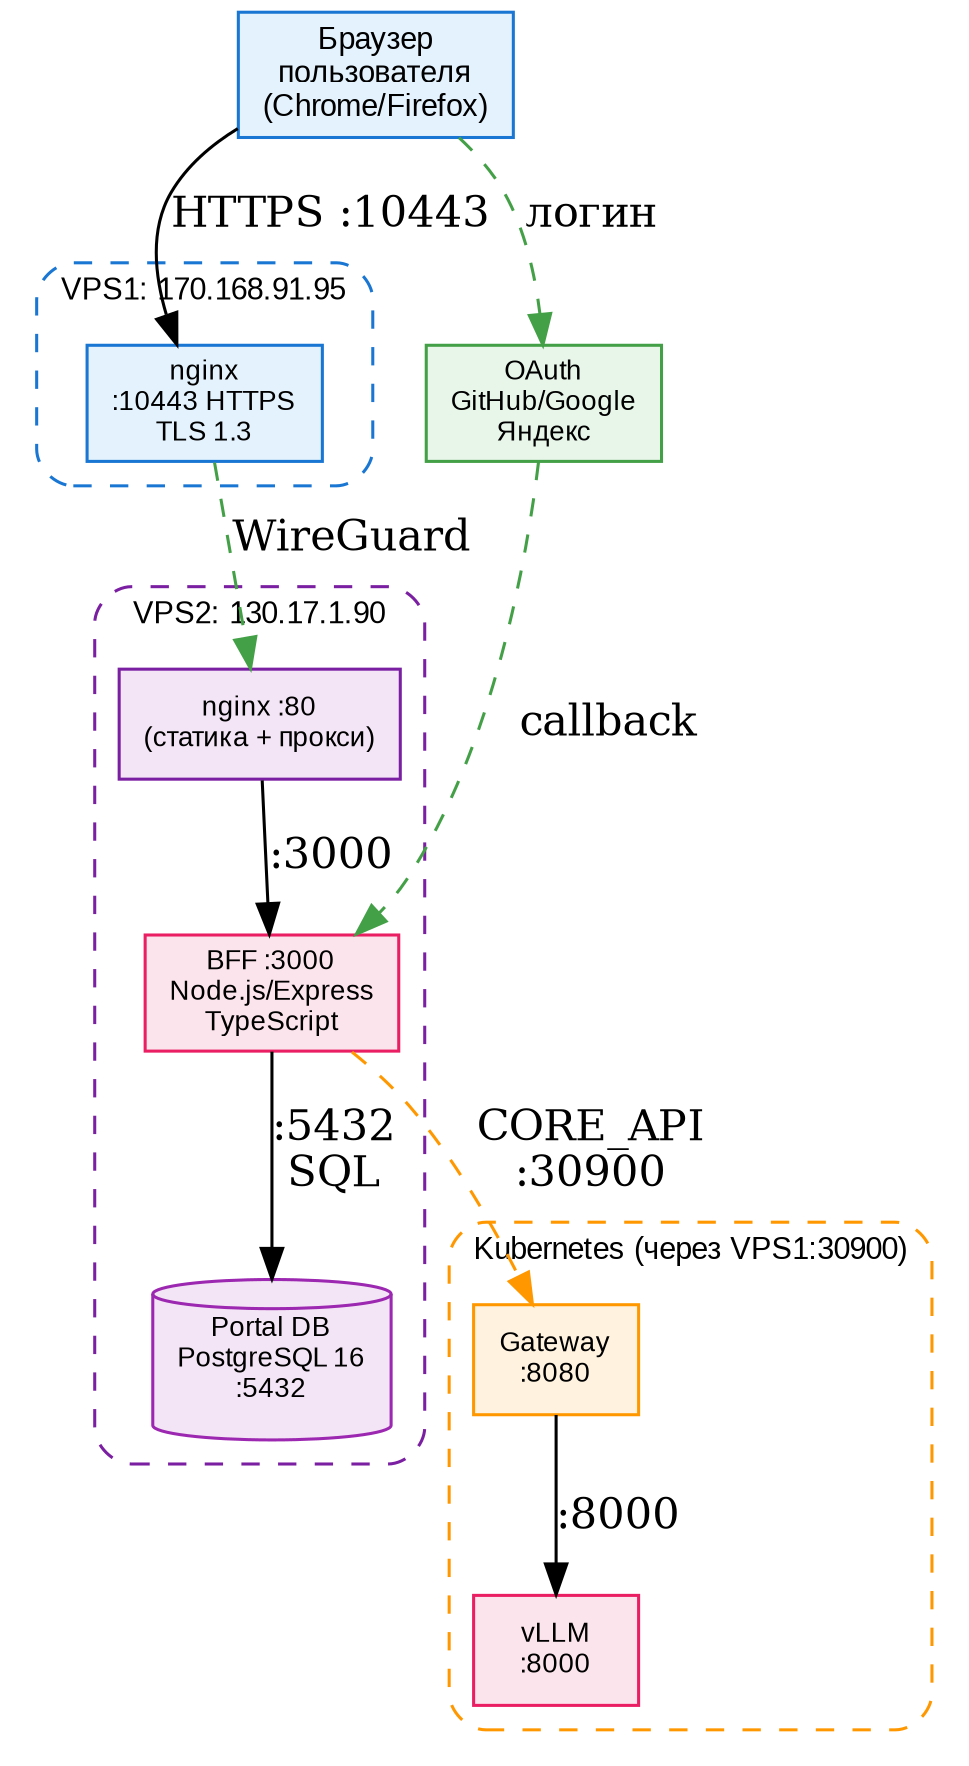 Браузер
пользователя
(Chrome/Firefox)
HTTPS :10443
логин
VPS1: 170.168.91.95
nginx
:10443 HTTPS
TLS 1.3
OAuth
GitHub/Google
Яндекс
WireGuard
VPS2: 130.17.1.90
nginx :80
(статика + прокси)
callback
:3000
BFF :3000
Node.js/Express
TypeScript
:5432
SQL
CORE_API
:30900
Kubernetes (через VPS1:30900)
Portal DB
PostgreSQL 16
:5432
Gateway
:8080
:8000
vLLM
:8000